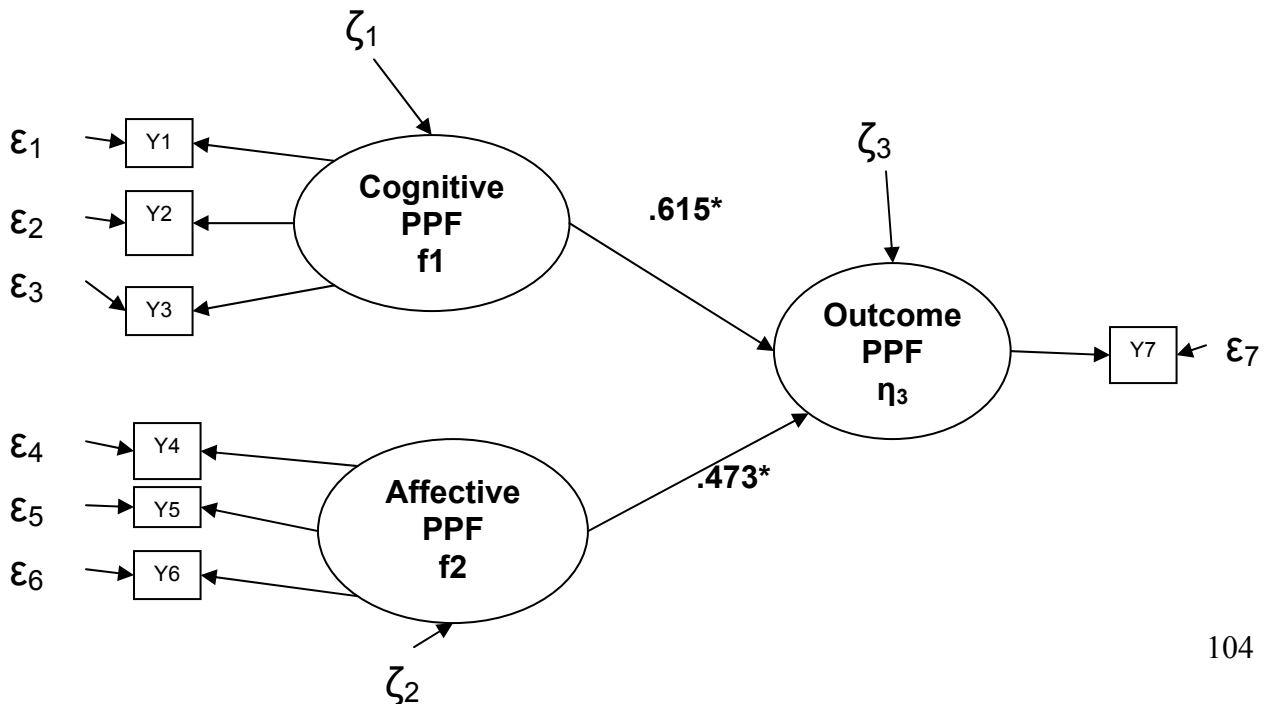 ζ1
ε1
Y1
ε2
Y2
ε3
Y3
Cognitive
PPF
f1
.615*
ζ3
Outcome
PPF
η3
Y7
ε7
ε4
Y4
ε5
Y5
ε6
Y6
Affective
PPF
f2
.473*
ζ2
104